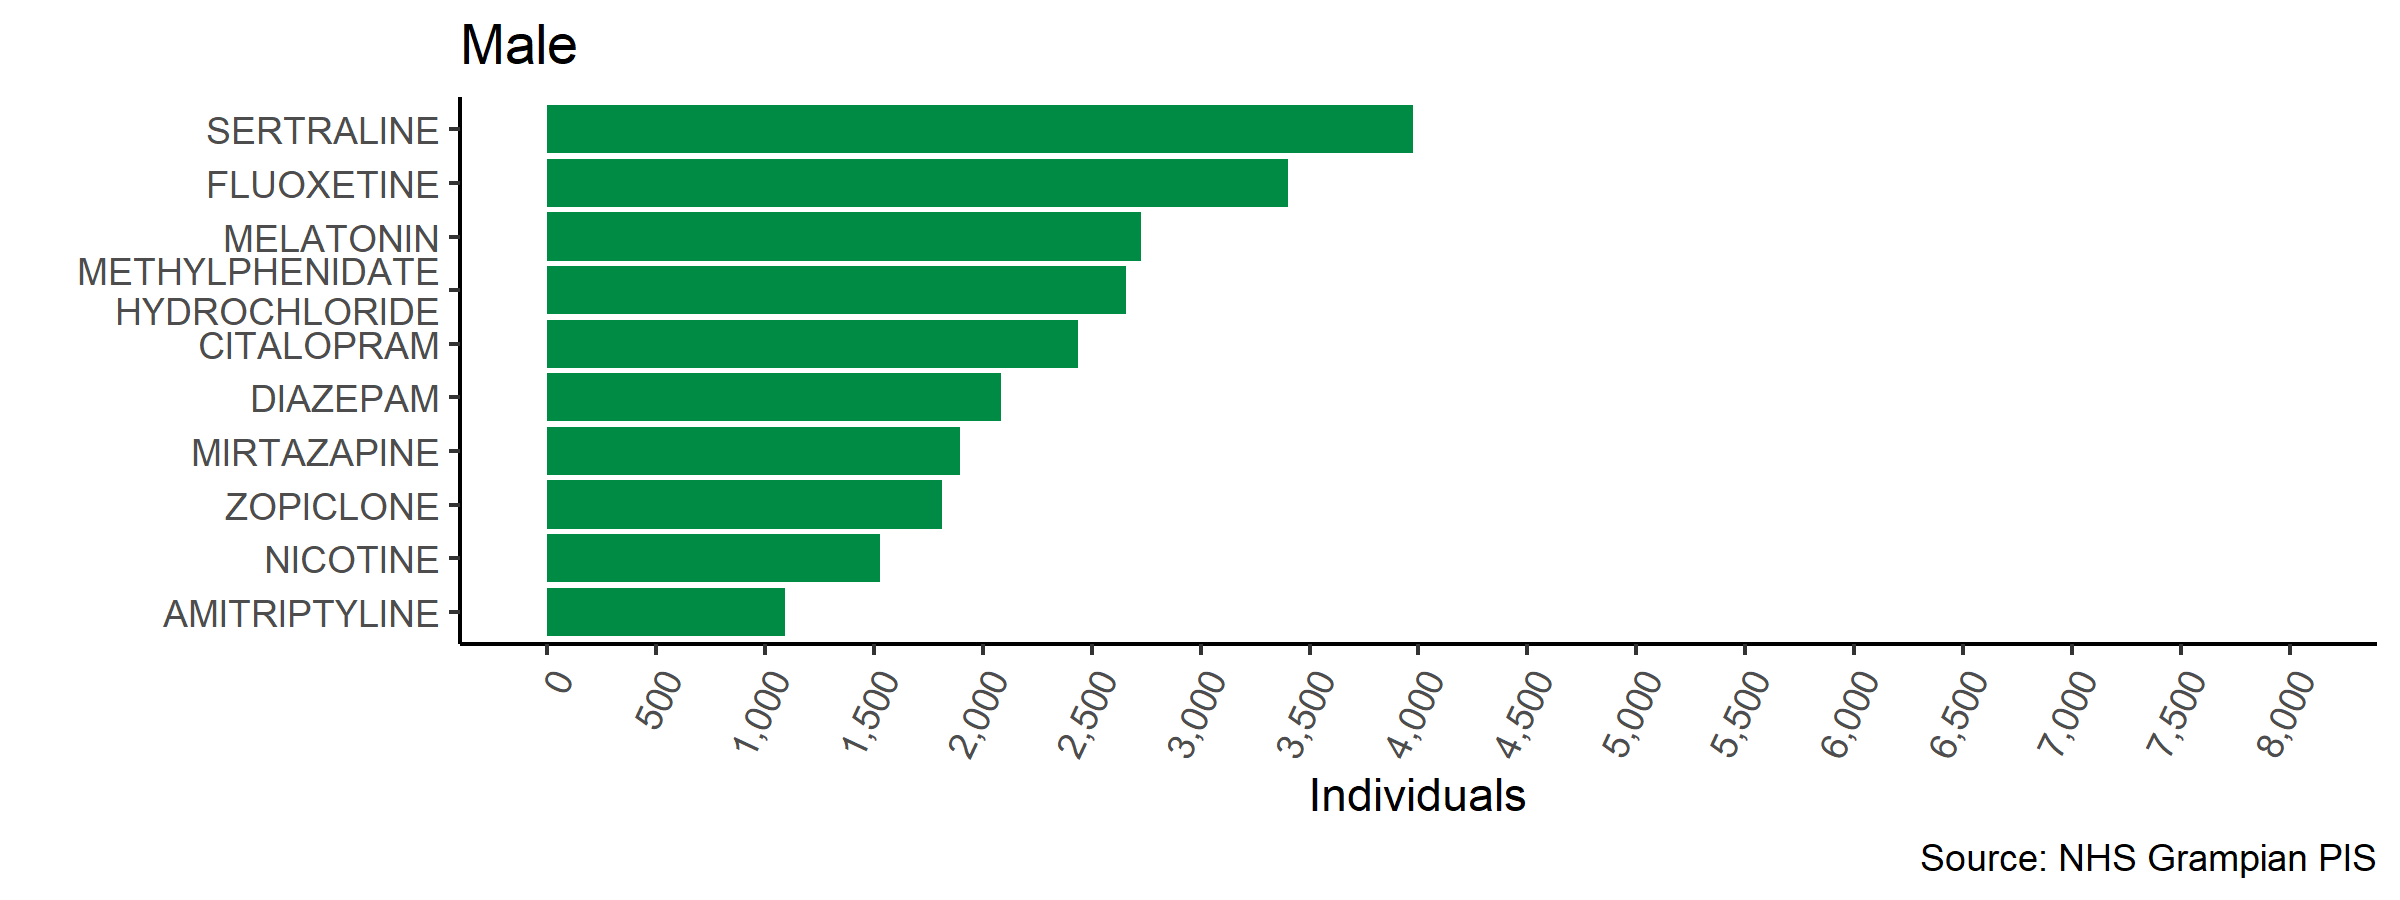 Male
SERTRALINE
FLUOXETINE
MELATONIN
METHYLPHENIDATE
HYDROCHLORIDE
CITALOPRAM
DIAZEPAM
MIRTAZAPINE
ZOPICLONE
NICOTINE
AMITRIPTYLINE
0 500 1,000 1,500 2,000 2,500 3,000 3,500 4,000 4,500 5,000 5,500 6,000 6,500 7,000 7,500 8,000
Individuals
Source: NHS Grampian PIS